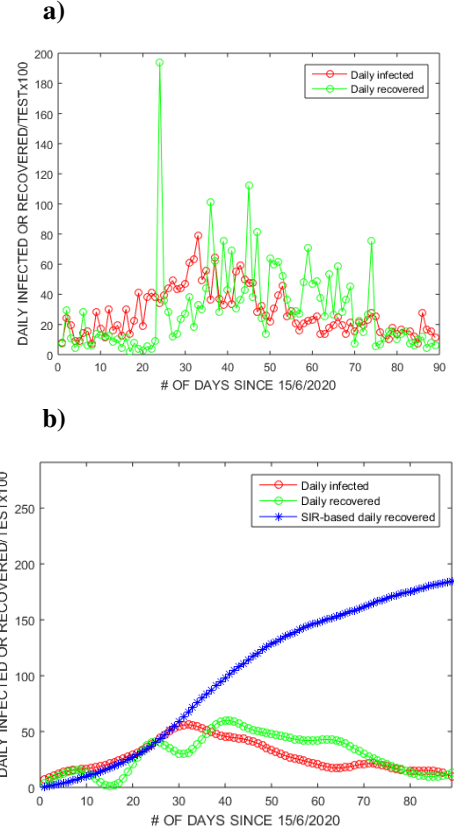 a)
200
180
160
140
120
100
80
60
40
20
0
DAILY INFECTED OR RECOVERED/TESTx100
Daily infected
Daily recovered
0 10 20 30 40 50 60 70 80 90
# OF DAYS SINCE 15/6/2020
b)
250
200
150
100
50
0
DAILY INFECTED OR RECOVERED/TESTx100
Daily infected
Daily recovered
SIR-based daily recovered
0 10 20 30 40 50 60 70 80
# OF DAYS SINCE 15/6/2020